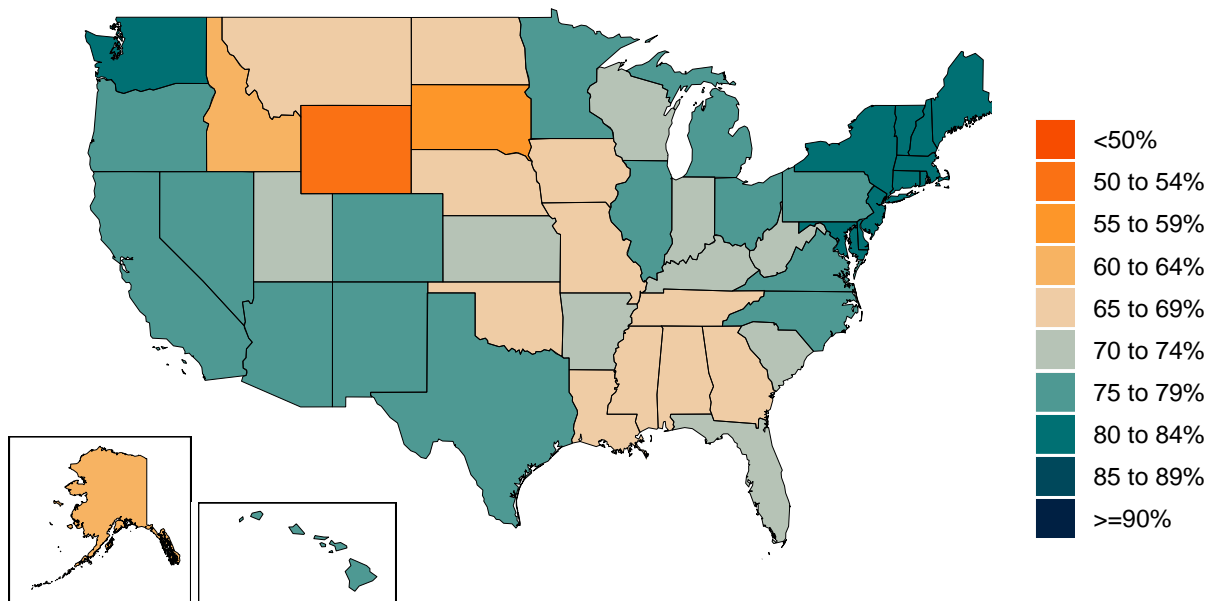 <50%
50 to 54%
55 to 59%
60 to 64%
65 to 69%
70 to 74%
75 to 79%
80 to 84%
85 to 89%
>=90%